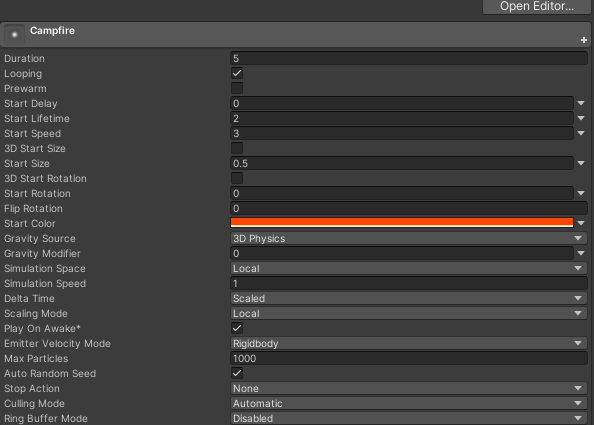 Open Editor...
Campfire
Duration 5
Looping
Prewarm
Start Delay 0
Start Lifetime 2
Start Speed 3
3D Start Size
Start Size 0.5
3D Start Rotation
Start Rotation 0
Flip Rotation 0
Start Color
Gravity Source 3D Physics
Gravity Modifier 0
Simulation Space Local
Simulation Speed 1
Delta Time Scaled
Scaling Mode Local
Play On Awake*
Emitter Velocity Mode Rigidbody
Max Particles 1000
Auto Random Seed
Stop Action None
Culling Mode Automatic
Ring Buffer Mode Disabled